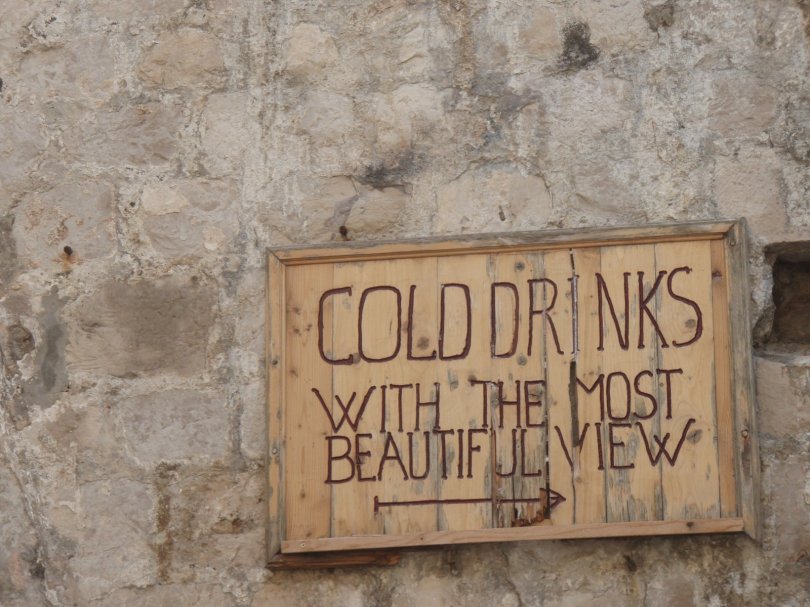 COLD DRINKS
WITH THE MOST
BEAUTIFUL VIEW